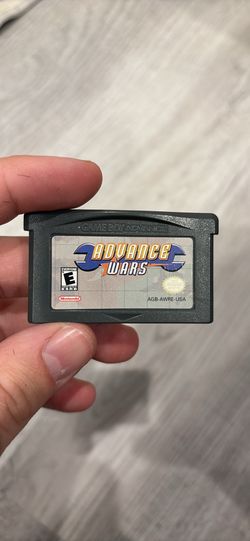 GAME BOY ADVANCE
ADVANCE
WARS
E
Nintendo
AGB-AWRE-USA